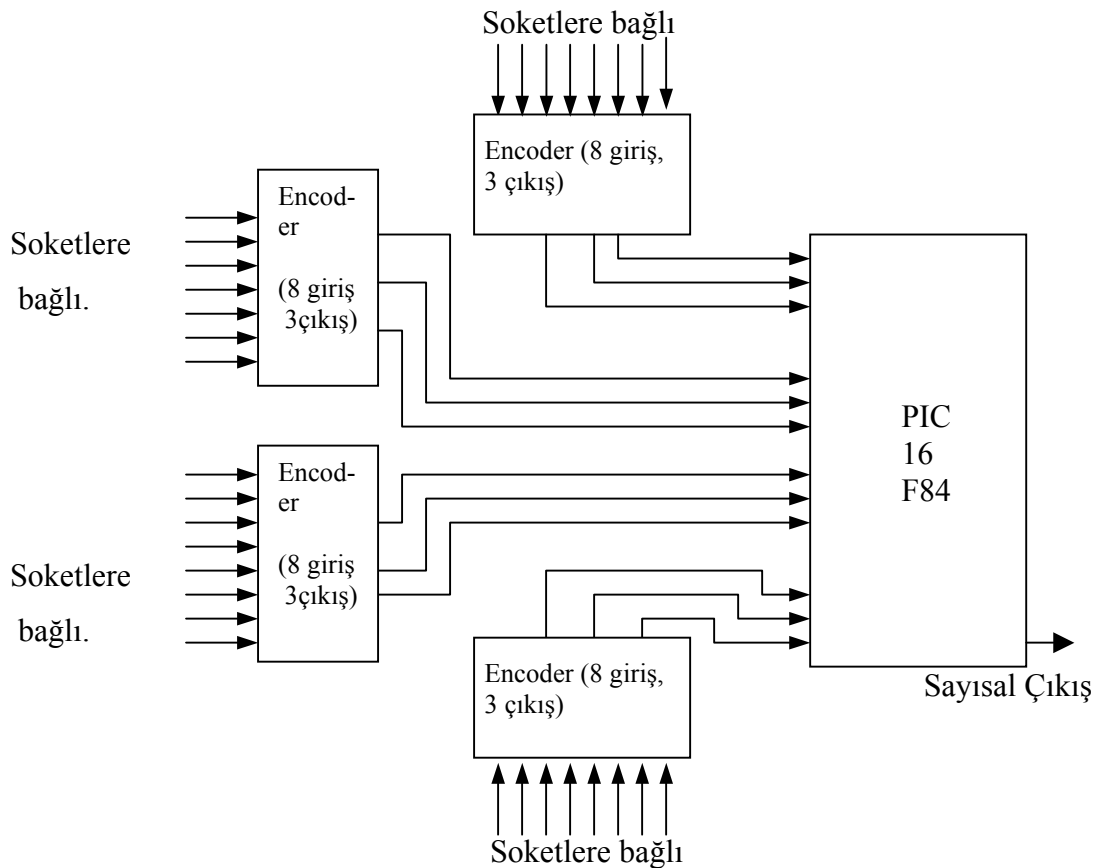 Soketlere bağlı
Encoder (8 giriş,
3 çıkış)
Encod-
er
(8 giriş
3çıkış)
Soketlere
bağlı.
PIC
16
F84
Encod-
er
(8 giriş
3çıkış)
Soketlere
bağlı.
Encoder (8 giriş,
3 çıkış)
Sayısal Çıkış
Soketlere bağlı